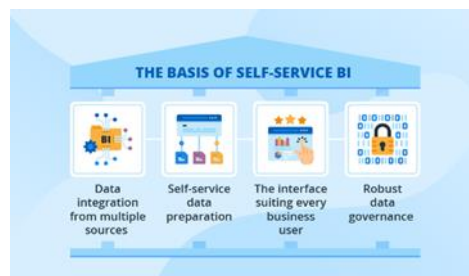 THE BASIS OF SELF-SERVICE BI
BI
Data
integration
from multiple
sources
Self-service
data
preparation
The interface
suiting every
business
user
Robust
data
governance